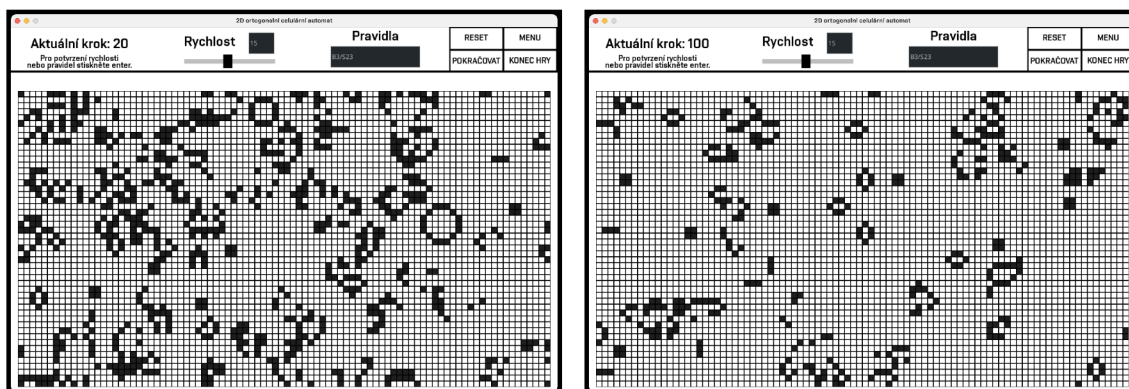 2D ortogonelní celulární automat
Aktuální krok: 20
Pro potvrzení rychlosti
nebo pravidel stiskněte enter.
Rychlost
15
Pravidla
B3/S23
RESET
MENU
POKRAČOVAT
KONEC HRY
2D ortogonelní celulární automat
Aktuální krok: 100
Pro potvrzení rychlosti
nebo pravidel stiskněte enter.
Rychlost
15
Pravidla
B3/S23
RESET
MENU
POKRAČOVAT
KONEC HRY